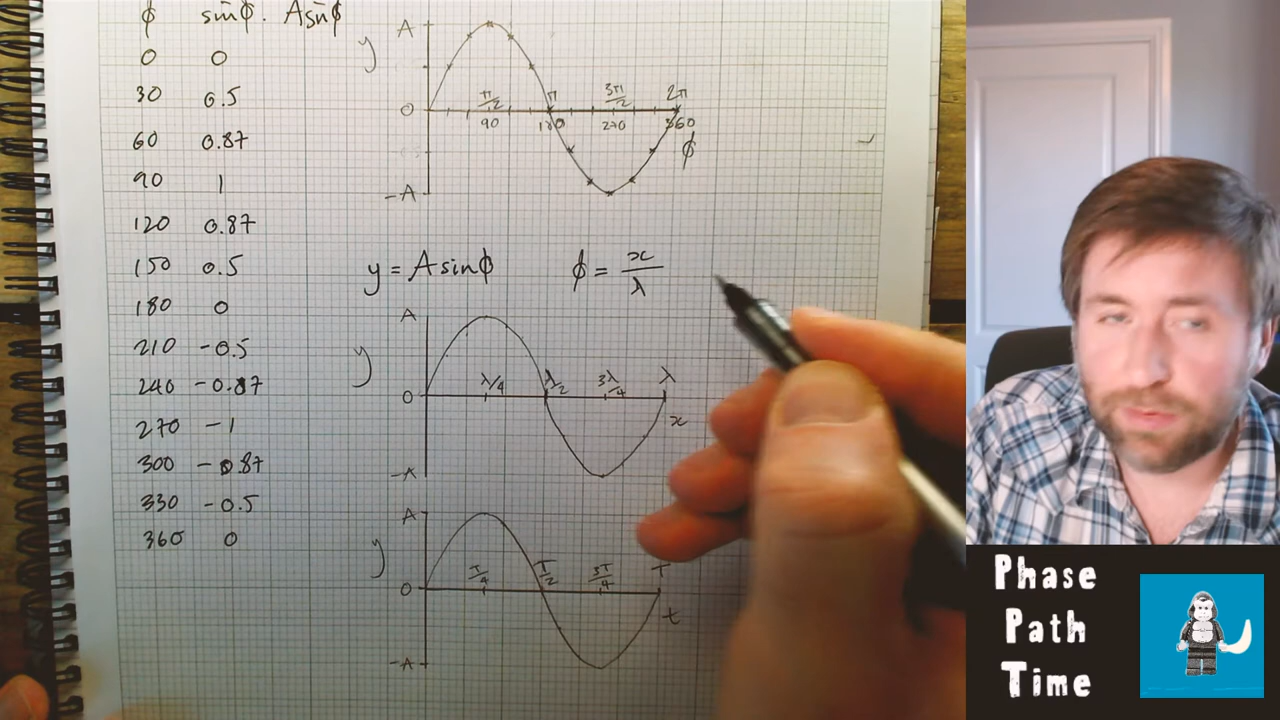 ϕ sinϕ. Asinϕ
0 0
30 0.5
60 0.87
90 1
120 0.87
150 0.5
180 0
210 -0.5
240 -0.87
270 -1
300 -0.87
330 -0.5
360 0
A
y
0 π/2 π 3π/2 2π
90 180 270 360
ϕ
-A
y = A sinϕ ϕ = x/λ
A
y
0 λ/4 λ/2 3λ/4 λ
x
-A
A
y
0 T/4 T/2 3T/4 T
t
-A
Phase
Path
Time